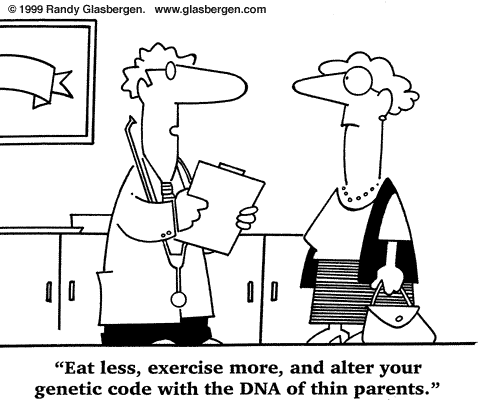 © 1999 Randy Glasbergen. www.glasbergen.com
“Eat less, exercise more, and alter your
genetic code with the DNA of thin parents.”